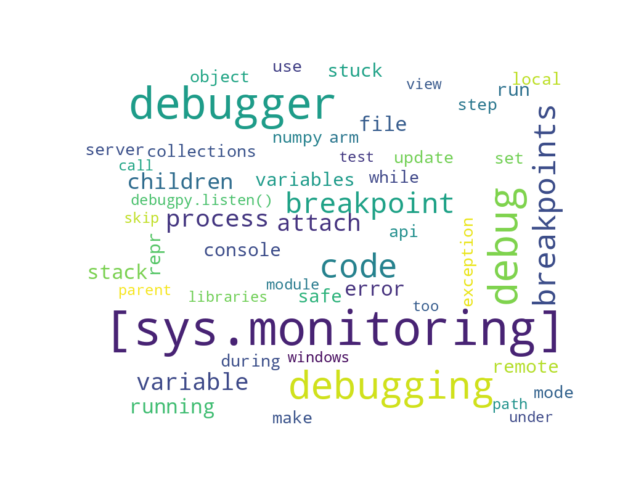 use
stuck
object
view
local
run
debugger
step
file
numpy
arm
breakpoints
server
collections
test
update
set
call
children
variables
while
debugpy.listen()
breakpoint
debug
skip
process
attach
api
exception
repr
console
code
stack
module
error
parent
libraries
safe
too
[sys.monitoring]
during
windows
remote
variable
debugging
mode
running
path
make
under